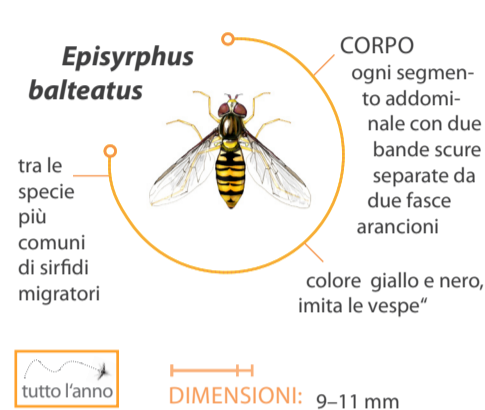 Episyrphus
balteatus
CORPO
ogni segmen-
to addomi-
nale con due
bande scure
separate da
due fasce
arancioni
tra le
specie
più
comuni
di sirfidi
migratori
colore giallo e nero,
imita le vespe“
tutto l'anno
DIMENSIONI: 9–11 mm